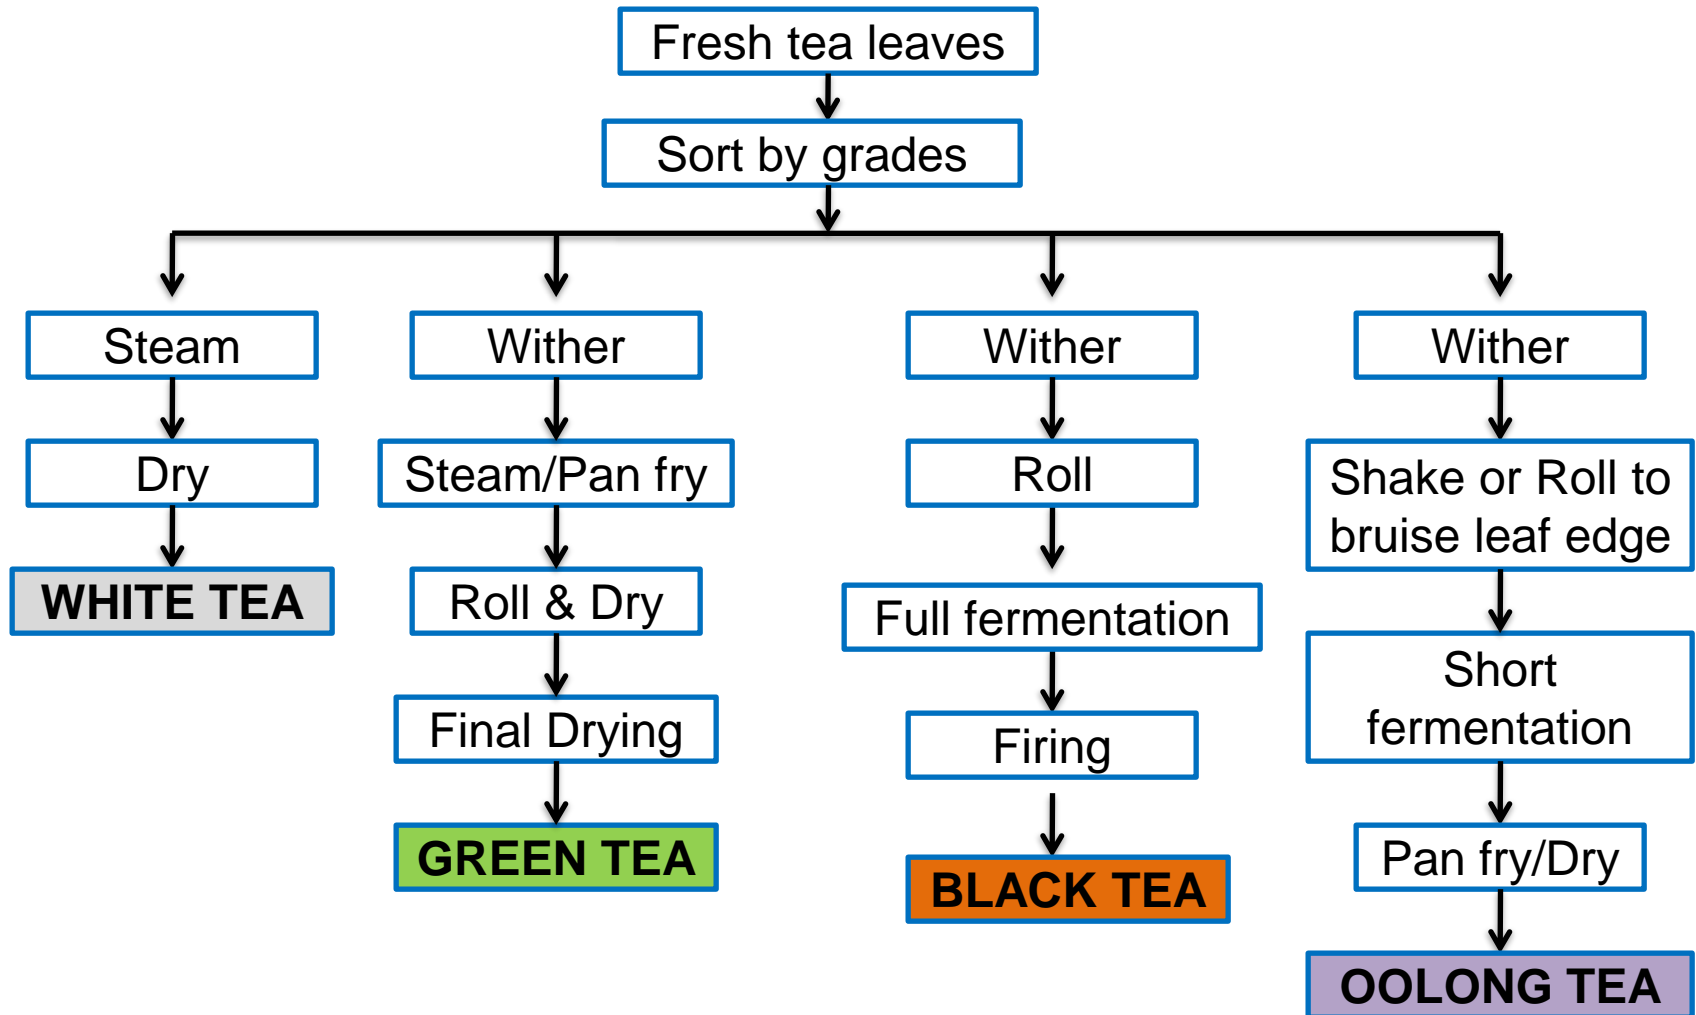 Fresh tea leaves
Sort by grades
Steam
Dry
WHITE TEA
Wither
Steam/Pan fry
Roll & Dry
Final Drying
GREEN TEA
Wither
Roll
Full fermentation
Firing
BLACK TEA
Wither
Shake or Roll to
bruise leaf edge
Short
fermentation
Pan fry/Dry
OOLONG TEA